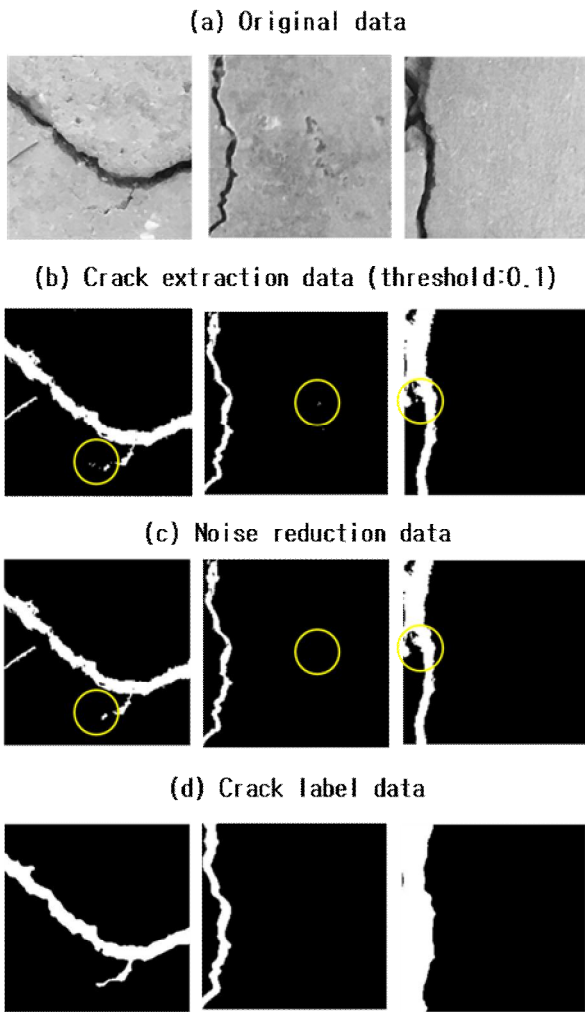 (a) Original data
(b) Crack extraction data (threshold:0.1)
(c) Noise reduction data
(d) Crack label data